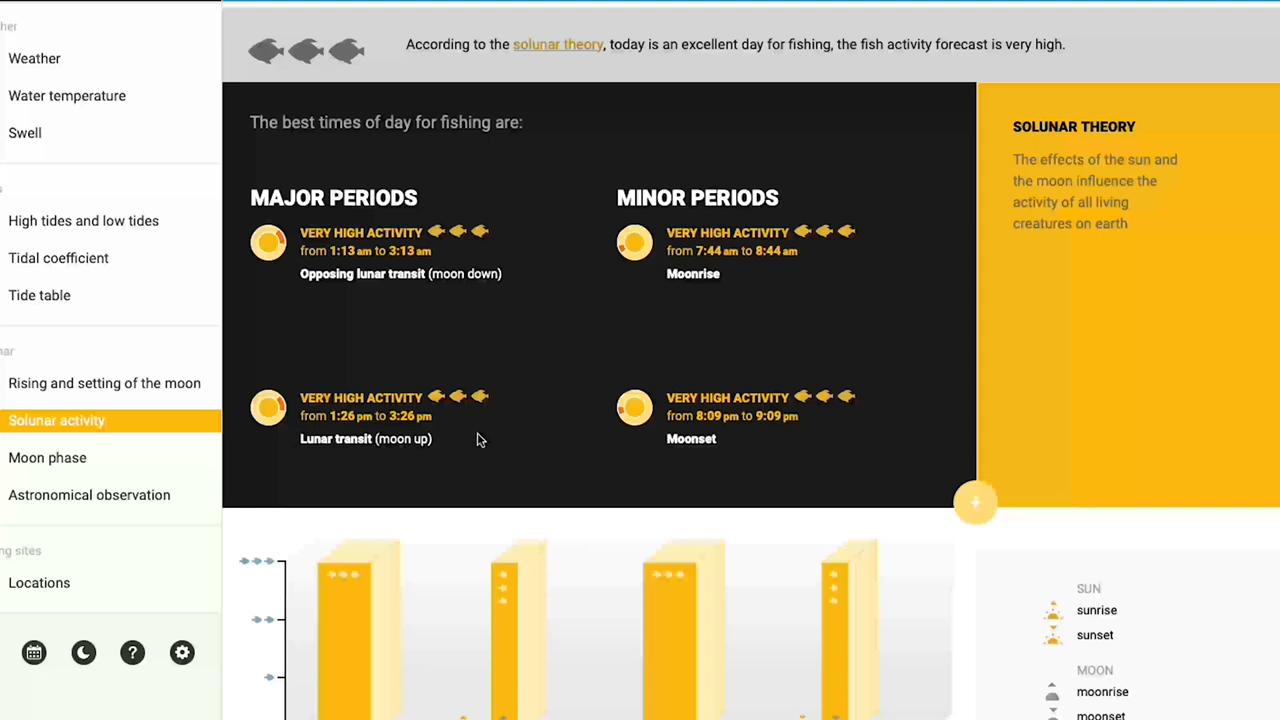 her
Weather
Water temperature
Swell
s
High tides and low tides
Tidal coefficient
Tide table
nar
Rising and setting of the moon
Solunar activity
Moon phase
Astronomical observation
ng sites
Locations
?
According to the solunar theory, today is an excellent day for fishing, the fish activity forecast is very high.
The best times of day for fishing are:
MAJOR PERIODS
VERY HIGH ACTIVITY
from 1:13 am to 3:13 am
Opposing lunar transit (moon down)
VERY HIGH ACTIVITY
from 1:26 pm to 3:26 pm
Lunar transit (moon up)
MINOR PERIODS
VERY HIGH ACTIVITY
from 7:44 am to 8:44 am
Moonrise
VERY HIGH ACTIVITY
from 8:09 pm to 9:09 pm
Moonset
SOLUNAR THEORY
The effects of the sun and
the moon influence the
activity of all living
creatures on earth
+
SUN
sunrise
sunset
MOON
moonrise
moonset